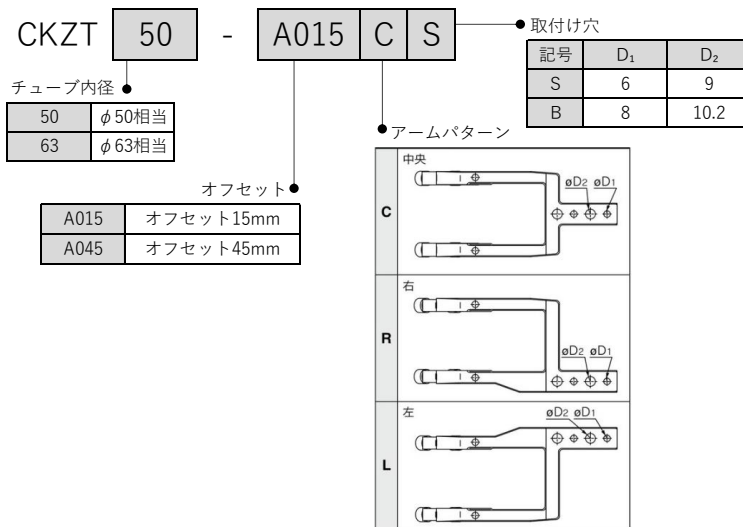 CKZT 50 - A015 C S
取付け穴
記号 D₁ D₂
S 6 9
B 8 10.2
チューブ内径
50 φ50相当
63 φ63相当
アームパターン
オフセット
A015 オフセット15mm
A045 オフセット45mm
C 中央
øD2 øD1
R 右
øD2 øD1
L 左
øD2 øD1